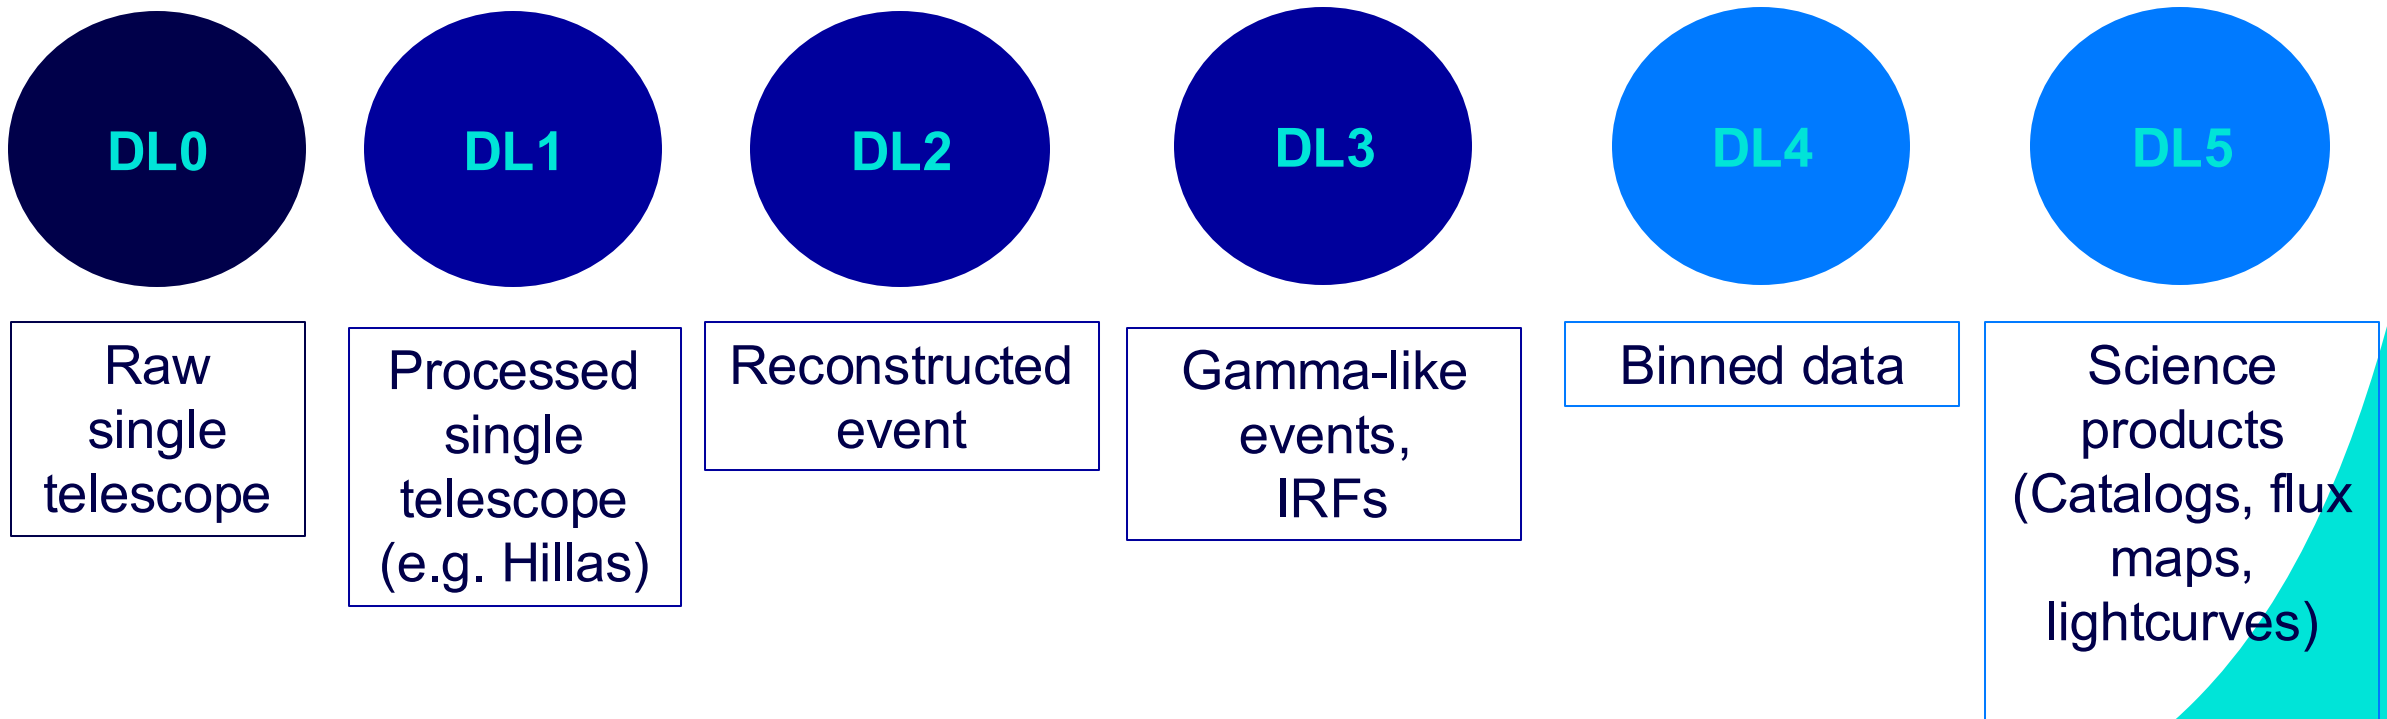 DL0
DL1
DL2
DL3
DL4
DL5
Raw
single
telescope
Processed
single
telescope
(e.g. Hillas)
Reconstructed
event
Gamma-like
events,
IRFs
Binned data
Science
products
(Catalogs, flux
maps,
lightcurves)